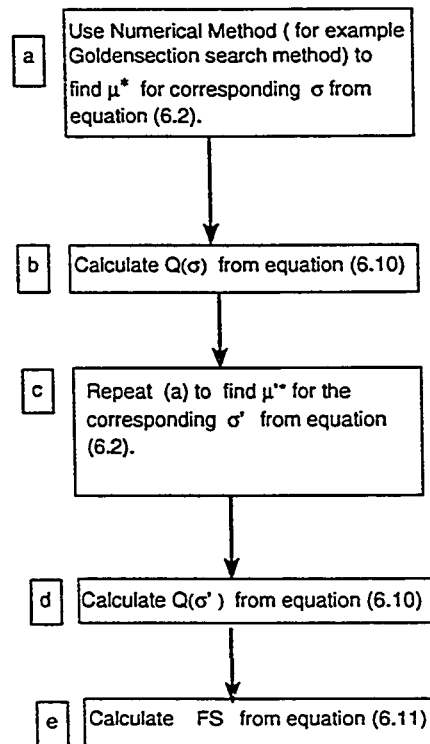 a
Use Numerical Method ( for example
Goldensection search method) to
find μ* for corresponding σ from
equation (6.2).
b
Calculate Q(σ) from equation (6.10)
c
Repeat (a) to find μ'* for the
corresponding σ' from equation
(6.2).
d
Calculate Q(σ' ) from equation (6.10)
e
Calculate FS from equation (6.11)